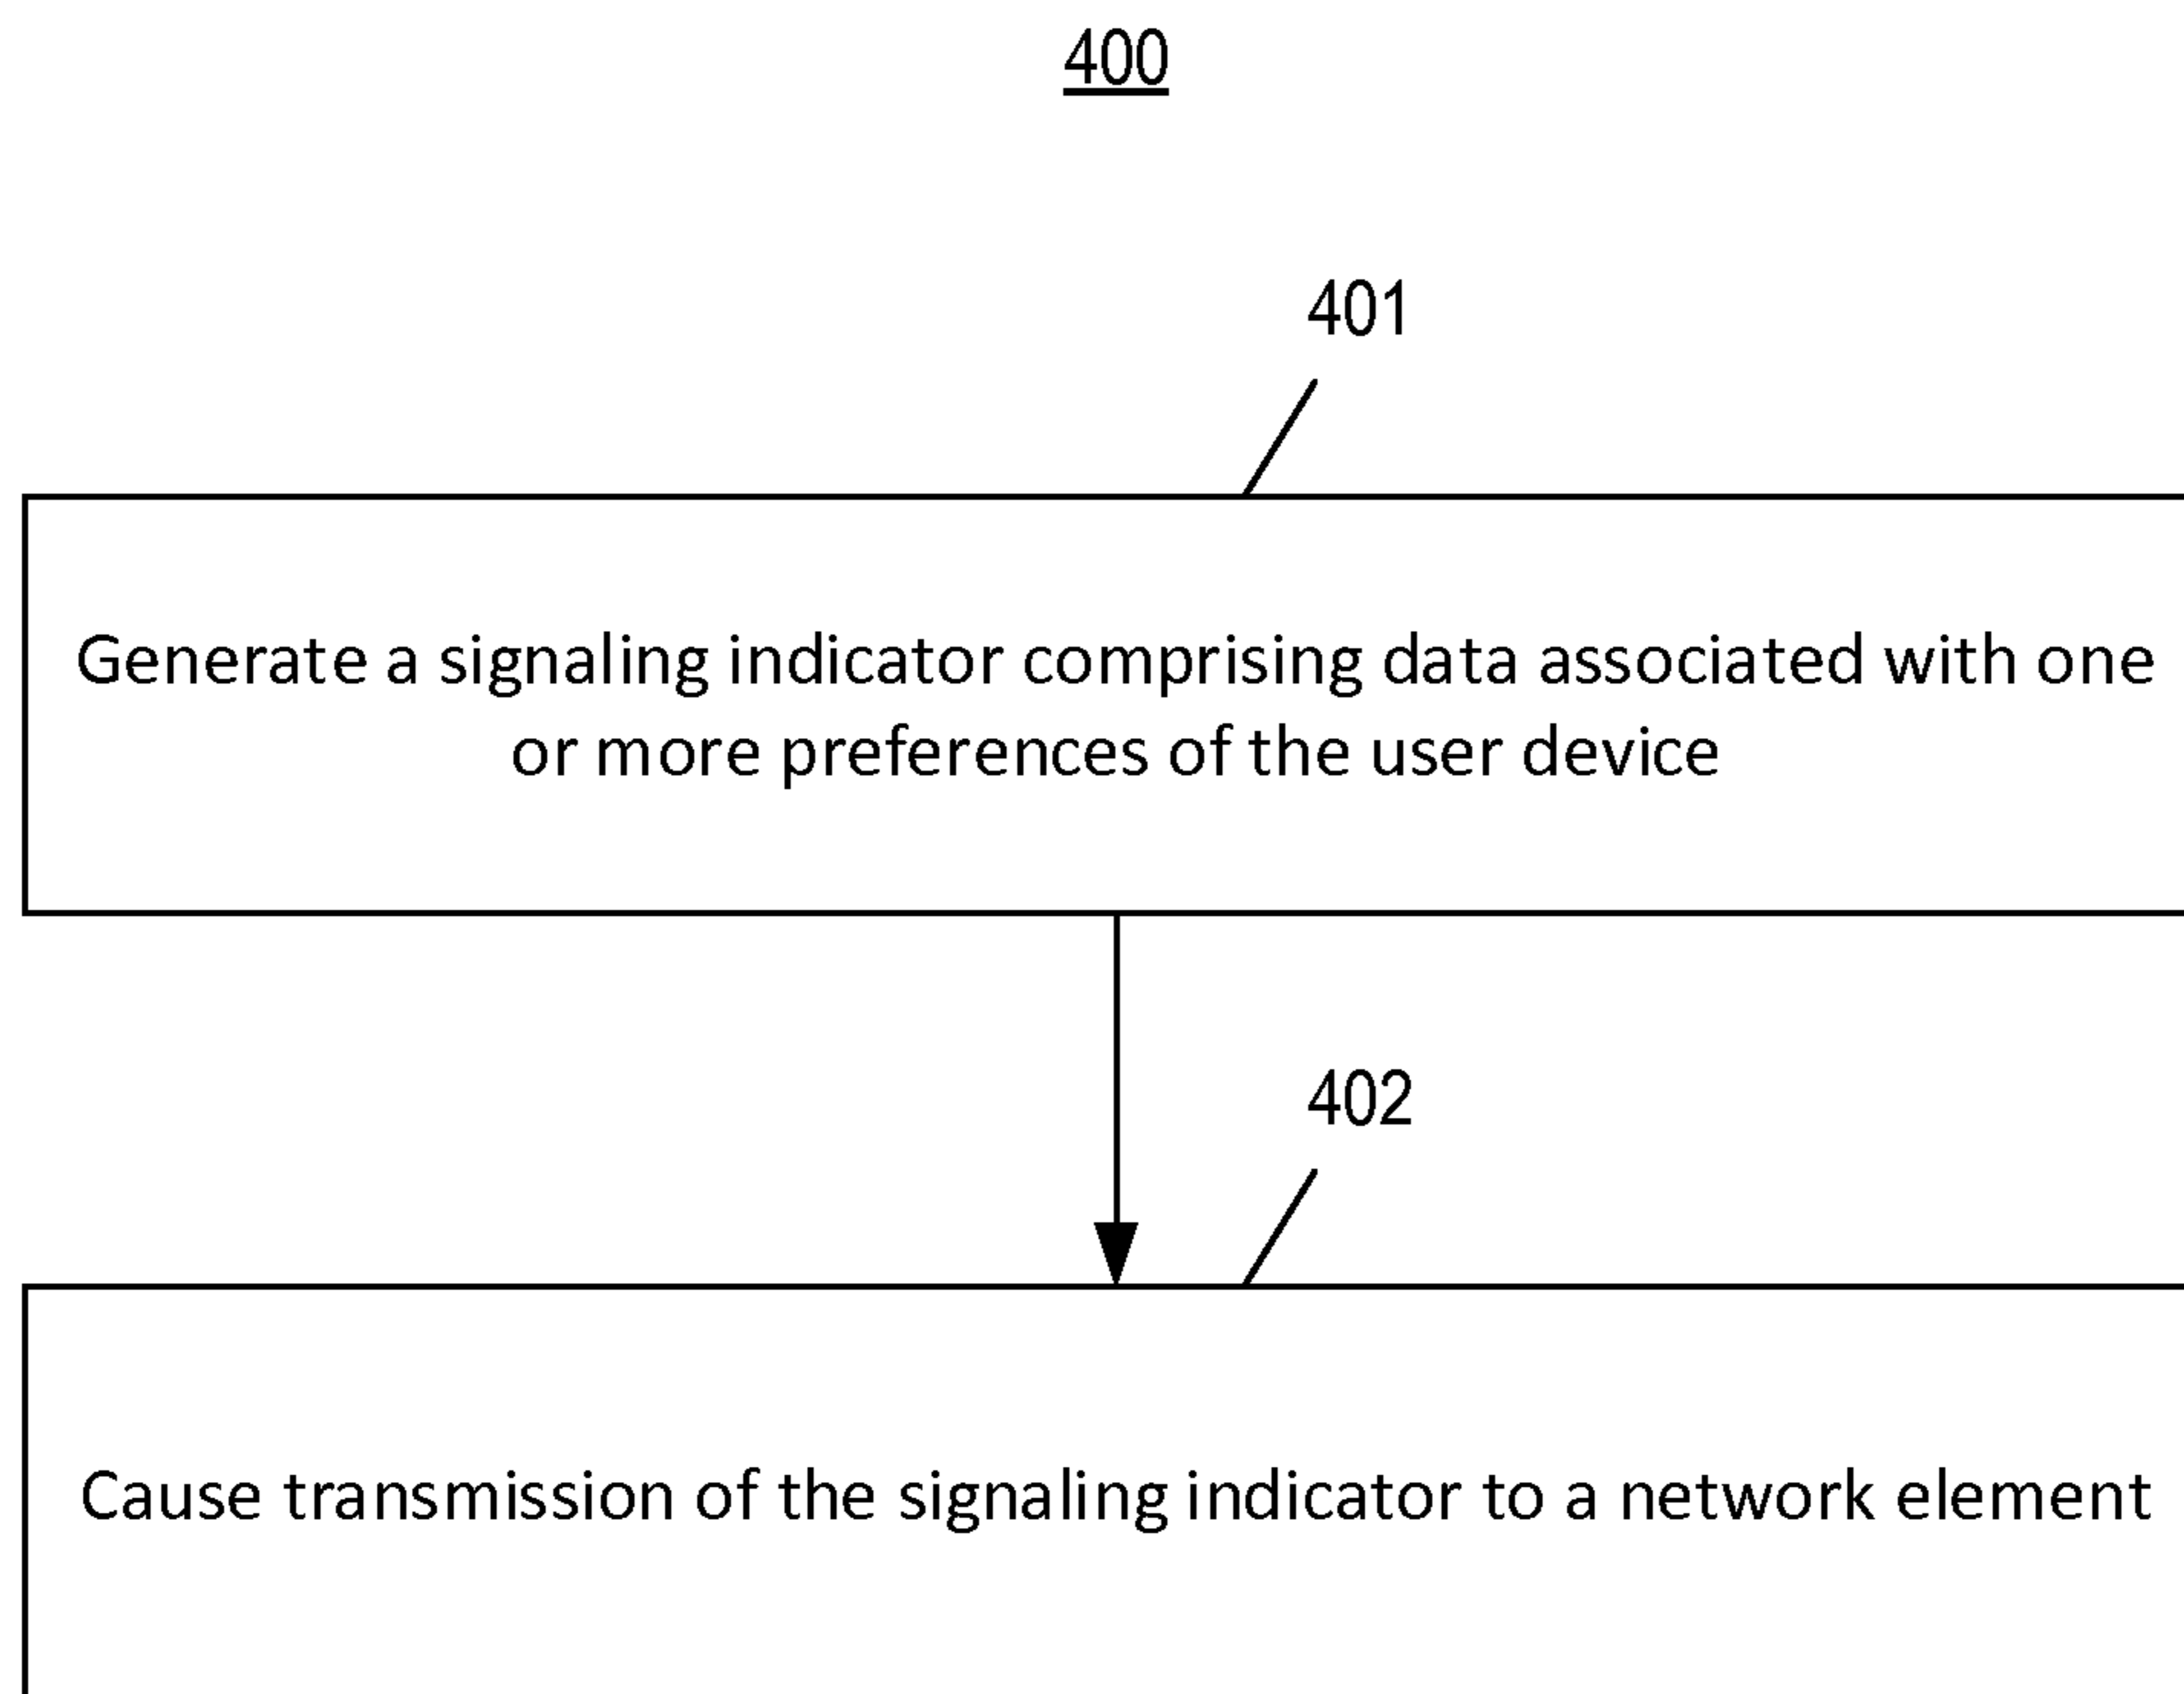 400
401
Generate a signaling indicator comprising data associated with one
or more preferences of the user device
402
Cause transmission of the signaling indicator to a network element